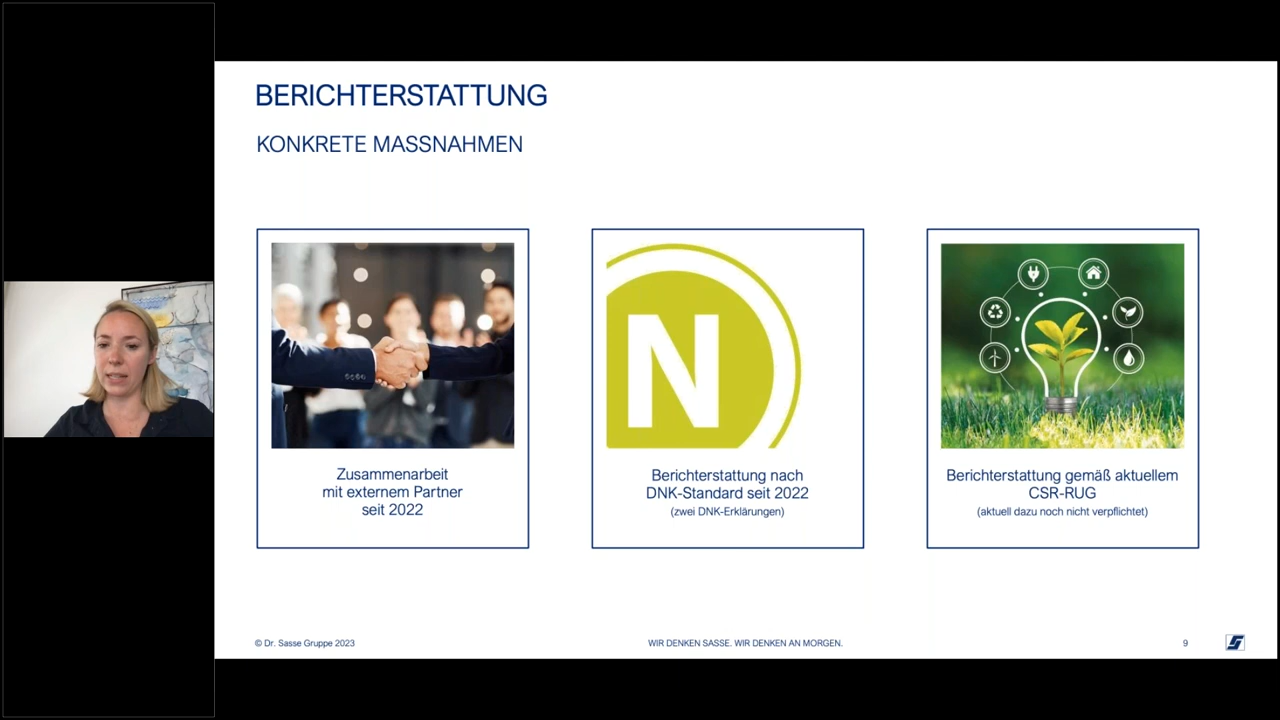 BERICHTERSTATTUNG
KONKRETE MASSNAHMEN
Zusammenarbeit
mit externem Partner
seit 2022
N
Berichterstattung nach
DNK-Standard seit 2022
(zwei DNK-Erklärungen)
Berichterstattung gemäß aktuellem
CSR-RUG
(aktuell dazu noch nicht verpflichtet)
© Dr. Sasse Gruppe 2023
WIR DENKEN SASSE. WIR DENKEN AN MORGEN.
9